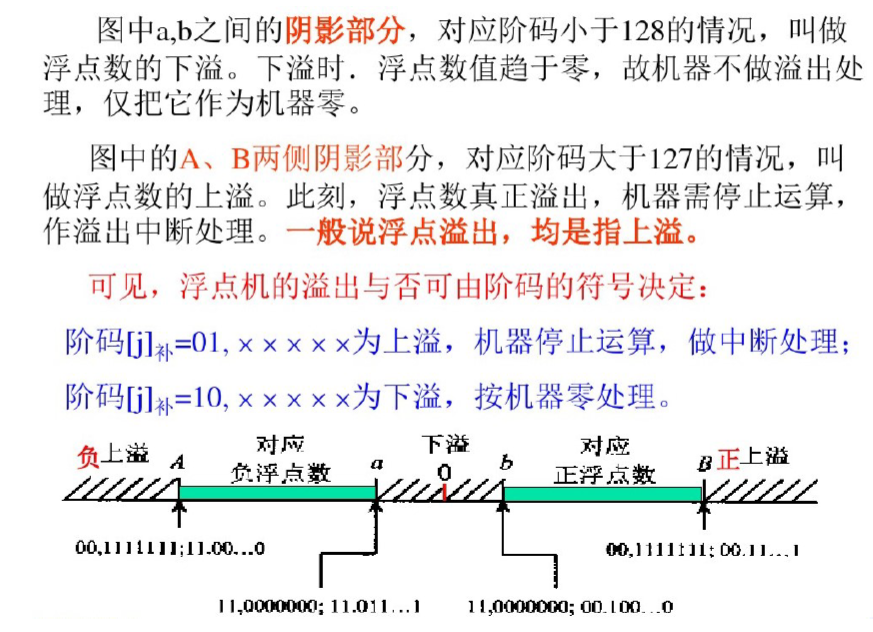 图中a,b之间的阴影部分，对应阶码小于128的情况，叫做
浮点数的下溢。下溢时．浮点数值趋于零，故机器不做溢出处
理，仅把它作为机器零。
图中的A、B两侧阴影部分，对应阶码大于127的情况，叫
做浮点数的上溢。此刻，浮点数真正溢出，机器需停止运算，
作溢出中断处理。一般说浮点溢出，均是指上溢。
可见，浮点机的溢出与否可由阶码的符号决定：
阶码[j]补=01, ×××××为上溢，机器停止运算，做中断处理；
阶码[j]补=10, ×××××为下溢，按机器零处理。
负上溢 A 对应 a 下溢 b 对应 B 正上溢
负浮点数 0 正浮点数
00,1111111;11.00…0 00,1111111; 00.11…1
11,0000000; 11.011…1 11,0000000; 00.100…0